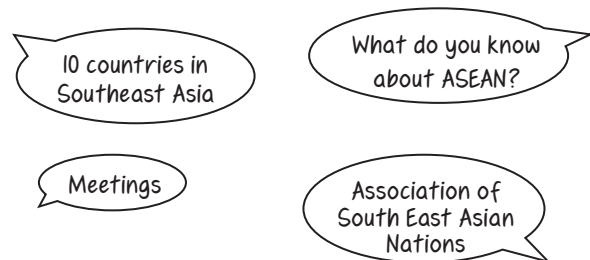 10 countries in
Southeast Asia
What do you know
about ASEAN?
Meetings
Association of
South East Asian
Nations